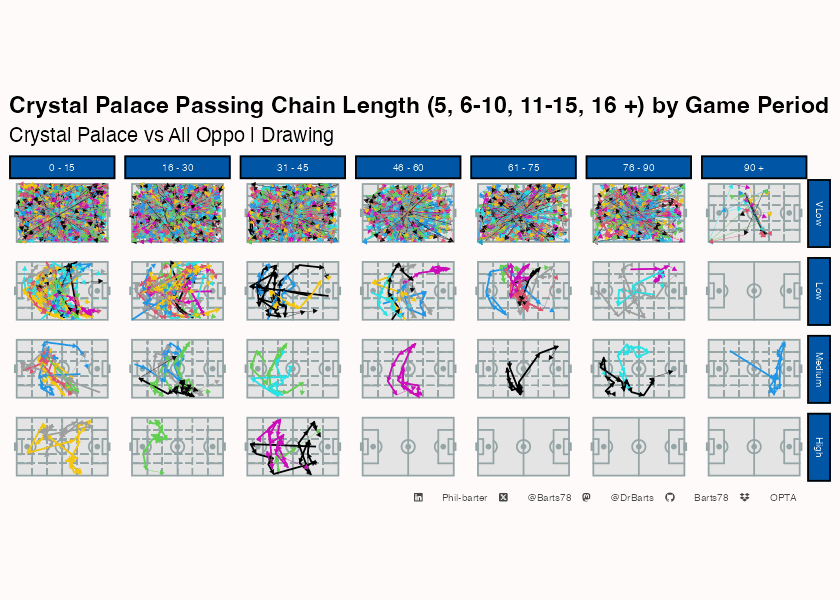 Crystal Palace Passing Chain Length (5, 6-10, 11-15, 16 +) by Game Period
Crystal Palace vs All Oppo I Drawing
0 - 15 16 - 30 31 - 45 46 - 60 61 - 75 76 - 90 90 +
V Low
Low
Medium
High
Phil-barter @Barts78 @DrBarts Barts78 OPTA